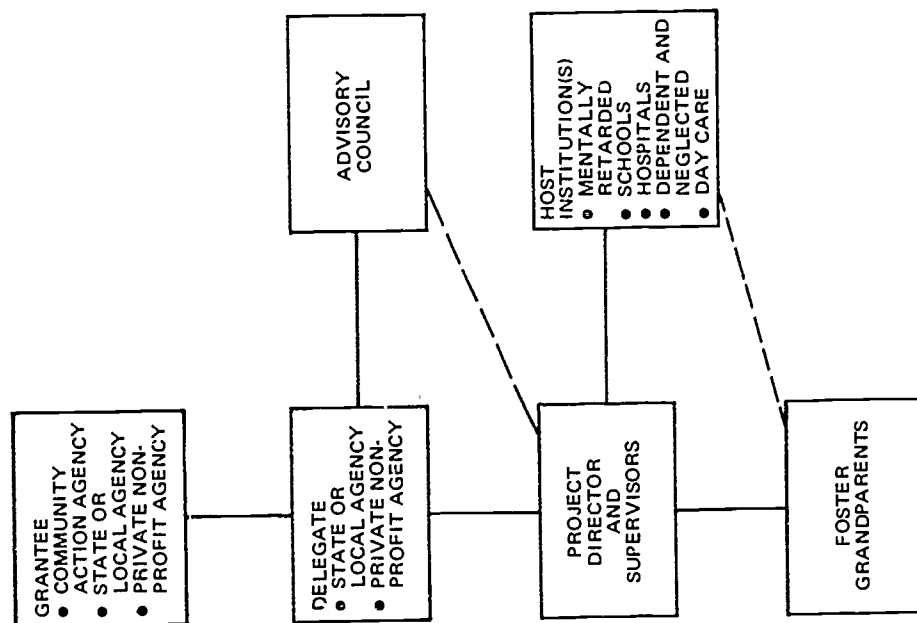 GRANTEE
● COMMUNITY
ACTION AGENCY
● STATE OR
LOCAL AGENCY
● PRIVATE NON-
PROFIT AGENCY
DELEGATE
● STATE OR
LOCAL AGENCY
● PRIVATE NON-
PROFIT AGENCY
ADVISORY
COUNCIL
PROJECT
DIRECTOR
AND
SUPERVISORS
HOST
INSTITUTION(S)
● MENTALLY
RETARDED
● SCHOOLS
● HOSPITALS
● DEPENDENT AND
NEGLECTED
● DAY CARE
FOSTER
GRANDPARENTS